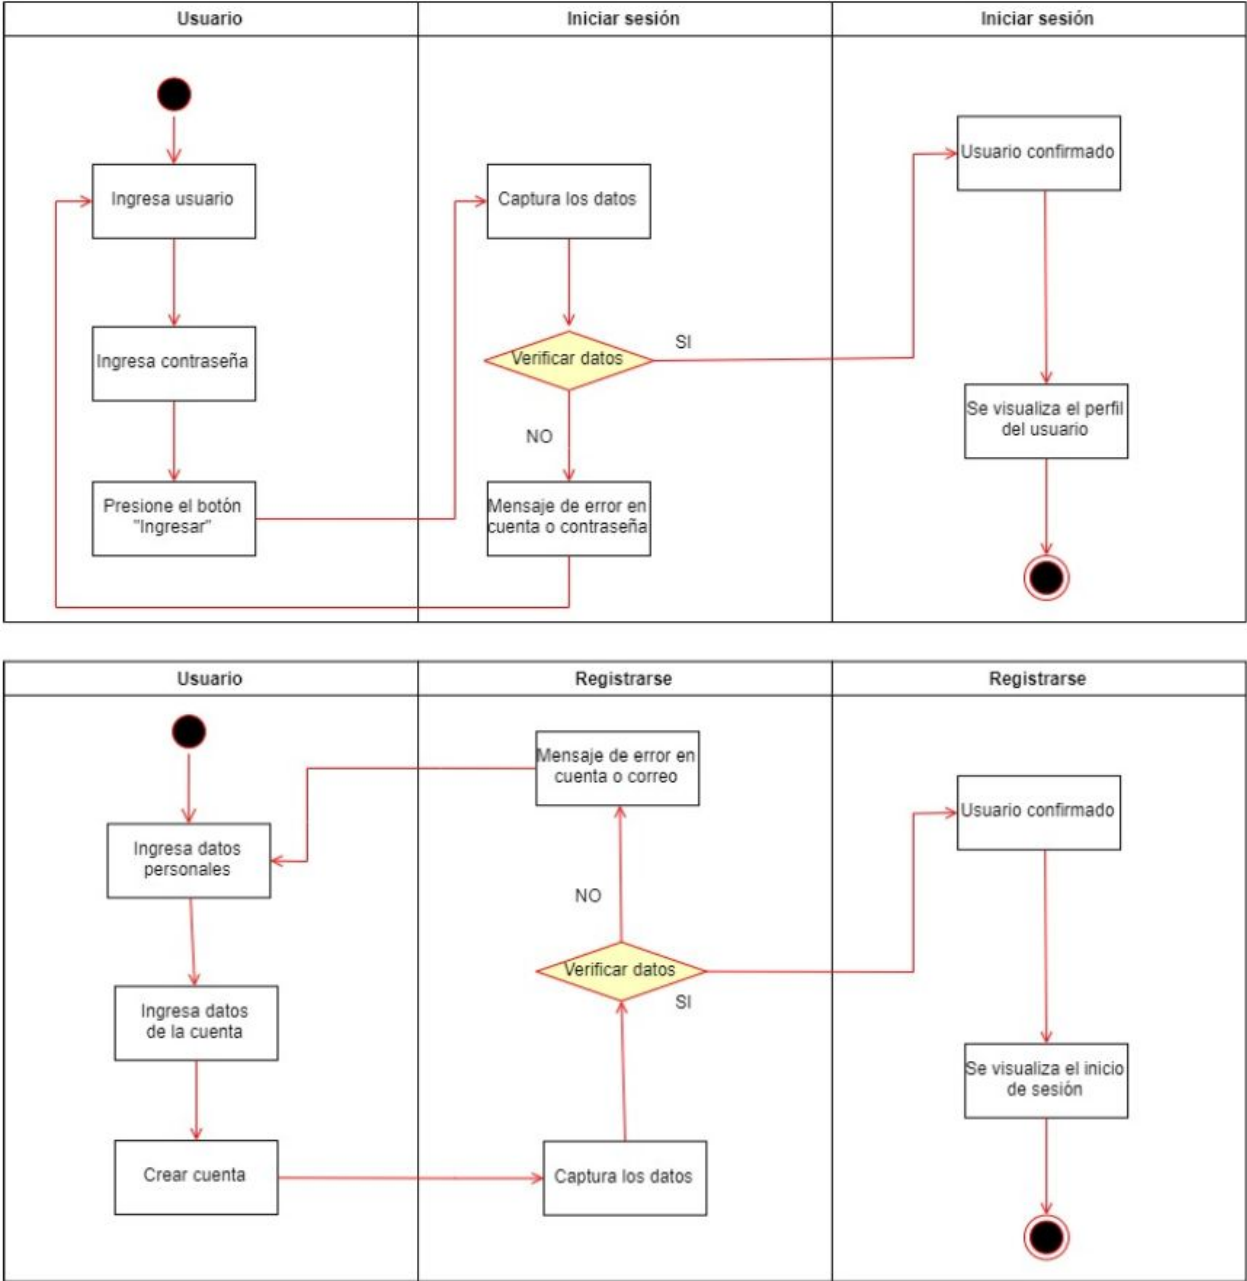 Usuario
Iniciar sesión
Iniciar sesión
Ingresa usuario
Ingresa contraseña
Presione el botón
"Ingresar"
Captura los datos
Verificar datos
SI
NO
Mensaje de error en
cuenta o contraseña
Usuario confirmado
Se visualiza el perfil
del usuario
Usuario
Registrarse
Registrarse
Ingresa datos
personales
Ingresa datos
de la cuenta
Crear cuenta
Mensaje de error en
cuenta o correo
NO
Verificar datos
SI
Captura los datos
Usuario confirmado
Se visualiza el inicio
de sesión